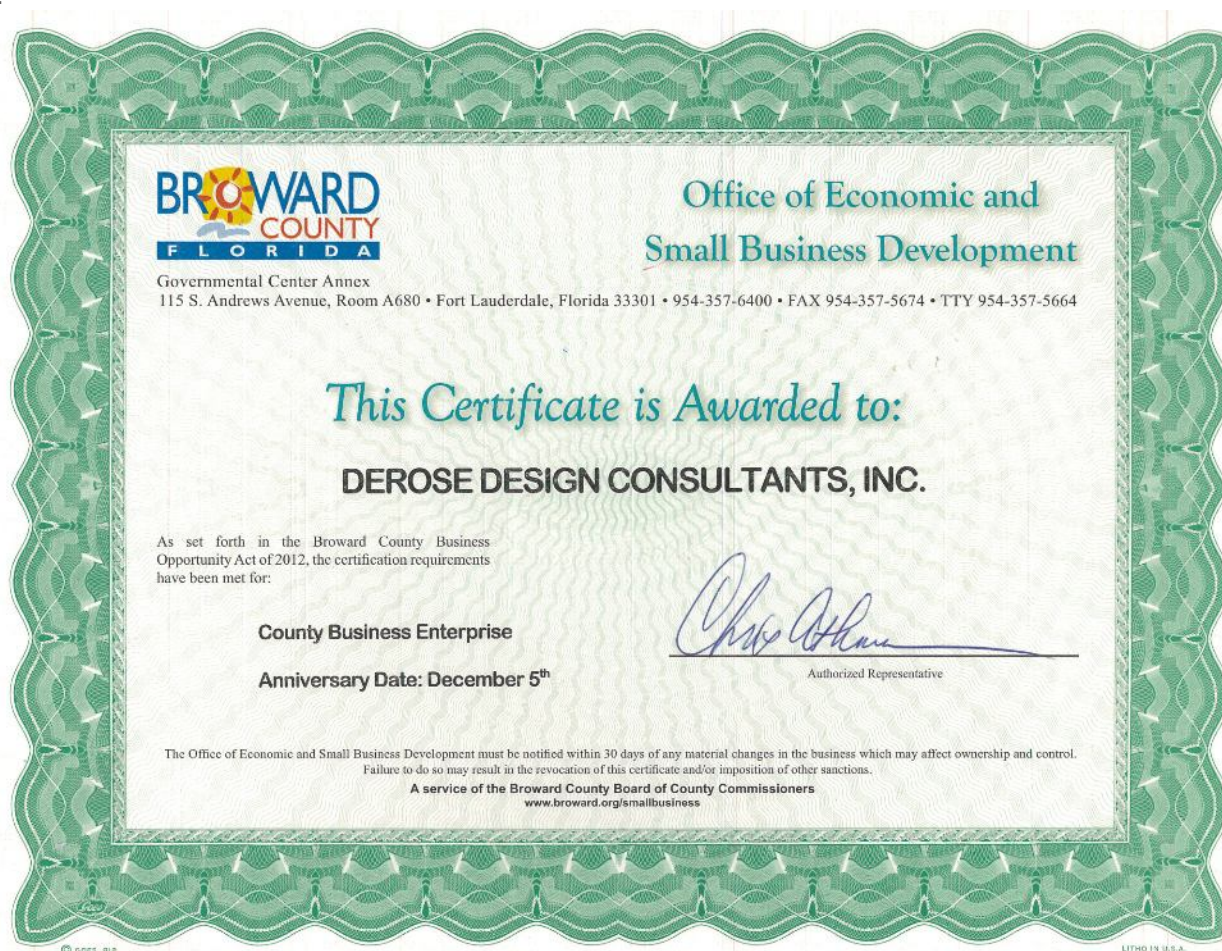 BROWARD
COUNTY
FLORIDA
Office of Economic and
Small Business Development
Governmental Center Annex
115 S. Andrews Avenue, Room A680 • Fort Lauderdale, Florida 33301 • 954-357-6400 • FAX 954-357-5674 • TTY 954-357-5664
This Certificate is Awarded to:
DEROSE DESIGN CONSULTANTS, INC.
As set forth in the Broward County Business
Opportunity Act of 2012, the certification requirements
have been met for:
County Business Enterprise
Anniversary Date: December 5th
Authorized Representative
The Office of Economic and Small Business Development must be notified within 30 days of any material changes in the business which may affect ownership and control.
Failure to do so may result in the revocation of this certificate and/or imposition of other sanctions.
A service of the Broward County Board of County Commissioners
www.broward.org/smallbusiness
LITHO IN U.S.A.